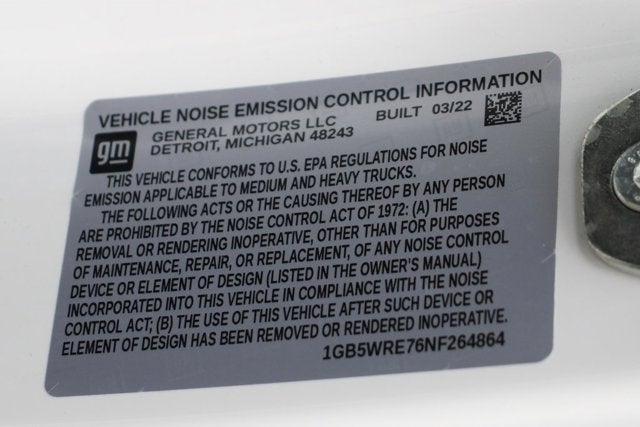 VEHICLE NOISE EMISSION CONTROL INFORMATION
gm
GENERAL MOTORS LLC BUILT 03/22
DETROIT, MICHIGAN 48243
THIS VEHICLE CONFORMS TO U.S. EPA REGULATIONS FOR NOISE
EMISSION APPLICABLE TO MEDIUM AND HEAVY TRUCKS.
THE FOLLOWING ACTS OR THE CAUSING THEREOF BY ANY PERSON
ARE PROHIBITED BY THE NOISE CONTROL ACT OF 1972: (A) THE
REMOVAL OR RENDERING INOPERATIVE, OTHER THAN FOR PURPOSES
OF MAINTENANCE, REPAIR, OR REPLACEMENT, OF ANY NOISE CONTROL
DEVICE OR ELEMENT OF DESIGN (LISTED IN THE OWNER'S MANUAL)
INCORPORATED INTO THIS VEHICLE IN COMPLIANCE WITH THE NOISE
CONTROL ACT; (B) THE USE OF THIS VEHICLE AFTER SUCH DEVICE OR
ELEMENT OF DESIGN HAS BEEN REMOVED OR RENDERED INOPERATIVE.
1GB5WRE76NF264864